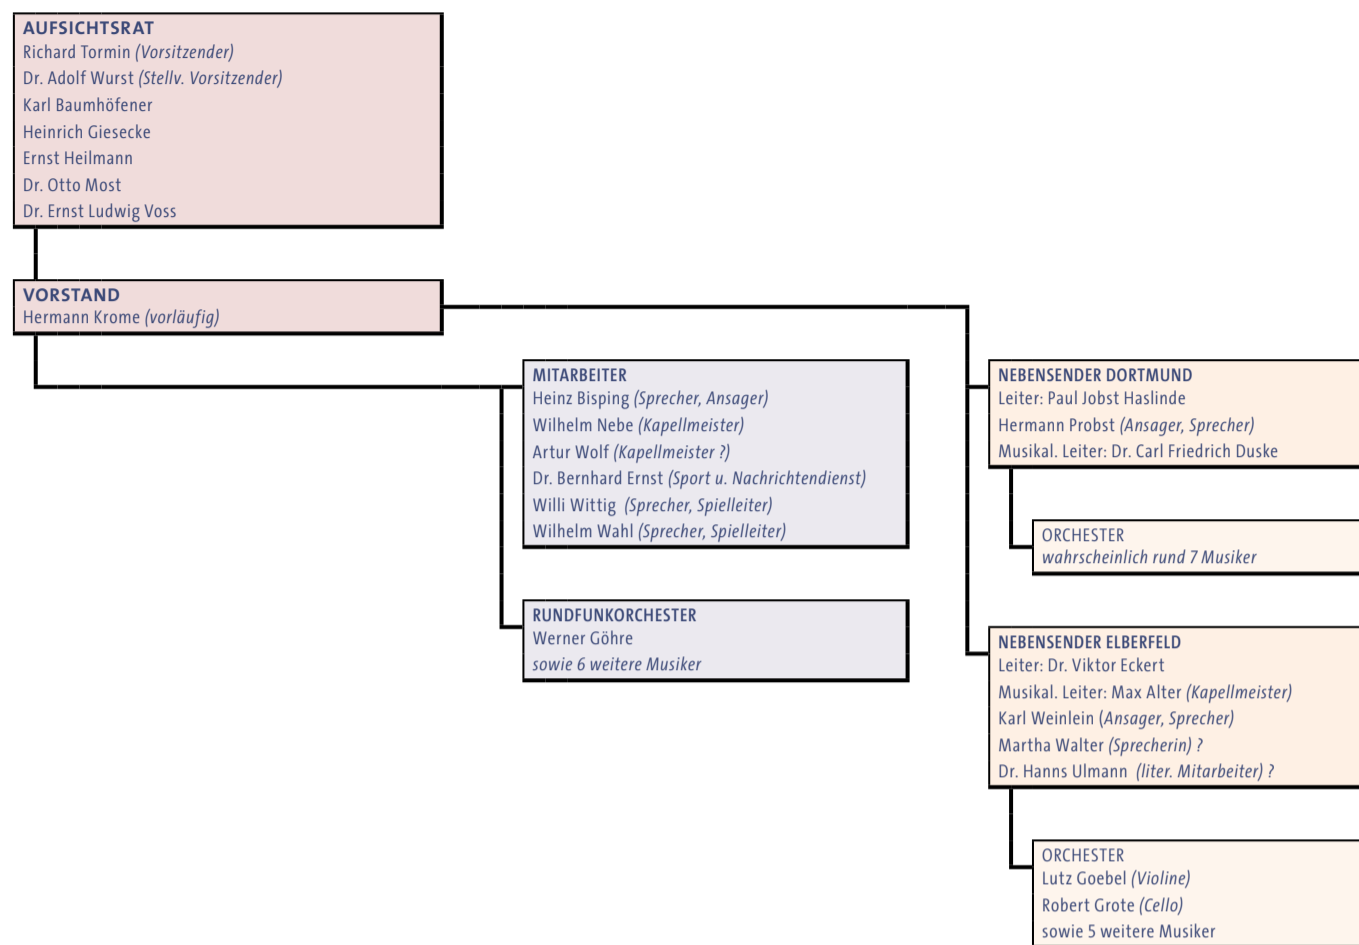 AUFSICHTSRAT
Richard Tormin (Vorsitzender)
Dr. Adolf Wurst (Stellv. Vorsitzender)
Karl Baumhöfener
Heinrich Giesecke
Ernst Heilmann
Dr. Otto Most
Dr. Ernst Ludwig Voss
VORSTAND
Hermann Krome (vorläufig)
MITARBEITER
Heinz Bisping (Sprecher, Ansager)
Wilhelm Nebe (Kapellmeister)
Artur Wolf (Kapellmeister ?)
Dr. Bernhard Ernst (Sport u. Nachrichtendienst)
Willi Wittig (Sprecher, Spielleiter)
Wilhelm Wahl (Sprecher, Spielleiter)
RUNDFUNKORCHESTER
Werner Göhre
sowie 6 weitere Musiker
NEBENSENDER DORTMUND
Leiter: Paul Jobst Haslinde
Hermann Probst (Ansager, Sprecher)
Musikal. Leiter: Dr. Carl Friedrich Duske
ORCHESTER
wahrscheinlich rund 7 Musiker
NEBENSENDER ELBERFELD
Leiter: Dr. Viktor Eckert
Musikal. Leiter: Max Alter (Kapellmeister)
Karl Weinlein (Ansager, Sprecher)
Martha Walter (Sprecherin) ?
Dr. Hanns Ulmann (liter. Mitarbeiter) ?
ORCHESTER
Lutz Goebel (Violine)
Robert Grote (Cello)
sowie 5 weitere Musiker